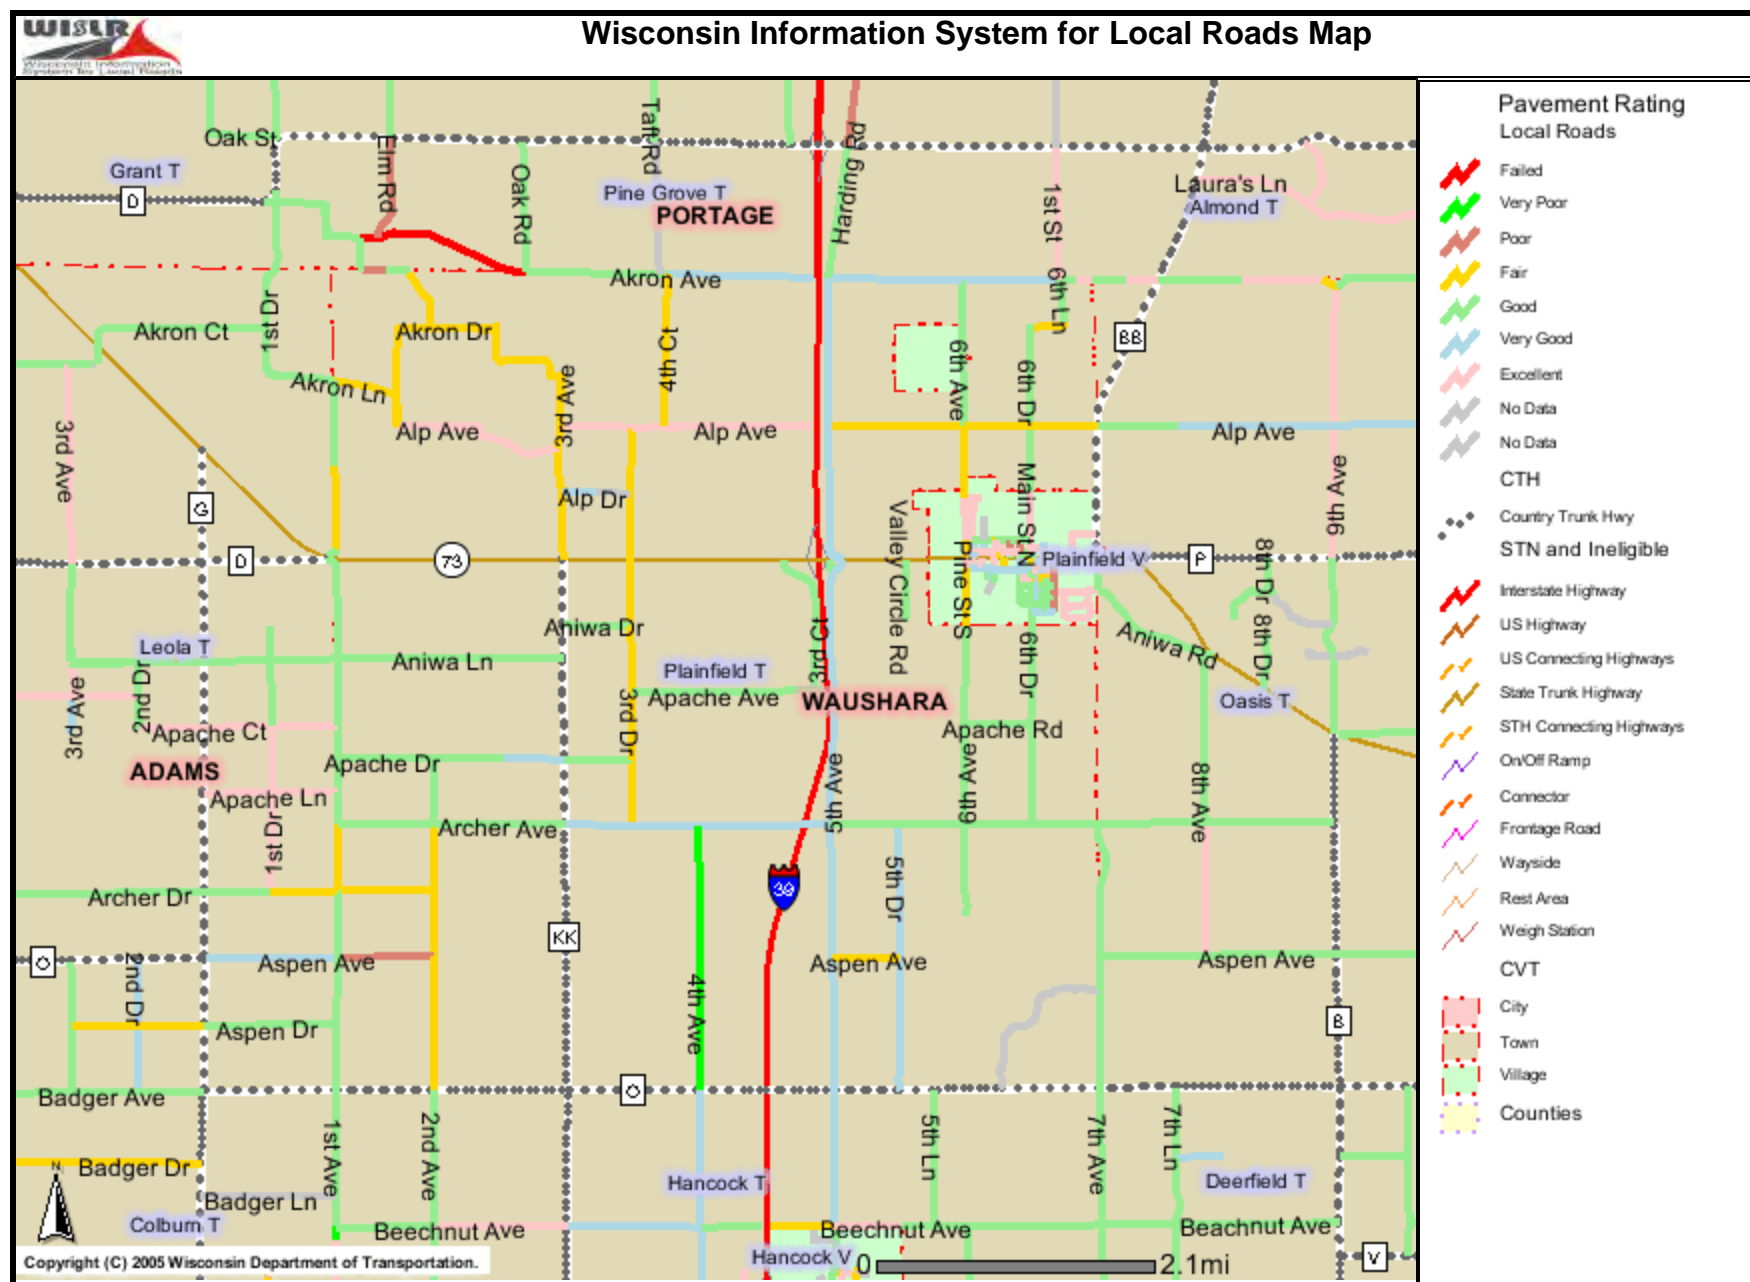 WISLR
Wisconsin Information
System for Local Roads
Wisconsin Information System for Local Roads Map
Oak St
Grant T
D
Elm Rd
Oak Rd
Taft Rd
Pine Grove T
PORTAGE
Harding Rd
1st St
Laura's Ln
Almond T
Akron Ave
6th Ln
1st Dr
Akron Ct
Akron Dr
Akron Ln
4th Ct
BB
3rd Ave
6th Ave
6th Dr
3rd Ave
Alp Ave
Alp Ave
Alp Ave
9th Ave
G
Alp Dr
Valley Circle Rd
Main St N
D
73
Pine St S
Plainfield V
P
8th Dr
Aniwa Dr
3rd Ct
6th Dr
Aniwa Rd
8th Dr
Leola T
Aniwa Ln
Plainfield T
2nd Dr
3rd Ave
3rd Dr
Apache Ave
WAUSHARA
Oasis T
Apache Ct
Apache Rd
ADAMS
Apache Dr
5th Ave
6th Ave
8th Ave
Apache Ln
1st Dr
Archer Ave
Archer Dr
39
5th Dr
KK
O
2nd Dr
Aspen Ave
Aspen Ave
Aspen Ave
4th Ave
Aspen Dr
B
Badger Ave
O
1st Ave
2nd Ave
5th Ln
7th Ave
7th Ln
Badger Dr
Hancock T
Deerfield T
Badger Ln
Colburn T
Beechnut Ave
Beechnut Ave
Beachnut Ave
N
Hancock V
0
2.1mi
V
Copyright (C) 2005 Wisconsin Department of Transportation.
Pavement Rating
Local Roads
Failed
Very Poor
Poor
Fair
Good
Very Good
Excellent
No Data
No Data
CTH
Country Trunk Hwy
STN and Ineligible
Interstate Highway
US Highway
US Connecting Highways
State Trunk Highway
STH Connecting Highways
On/Off Ramp
Connector
Frontage Road
Wayside
Rest Area
Weigh Station
CVT
City
Town
Village
Counties